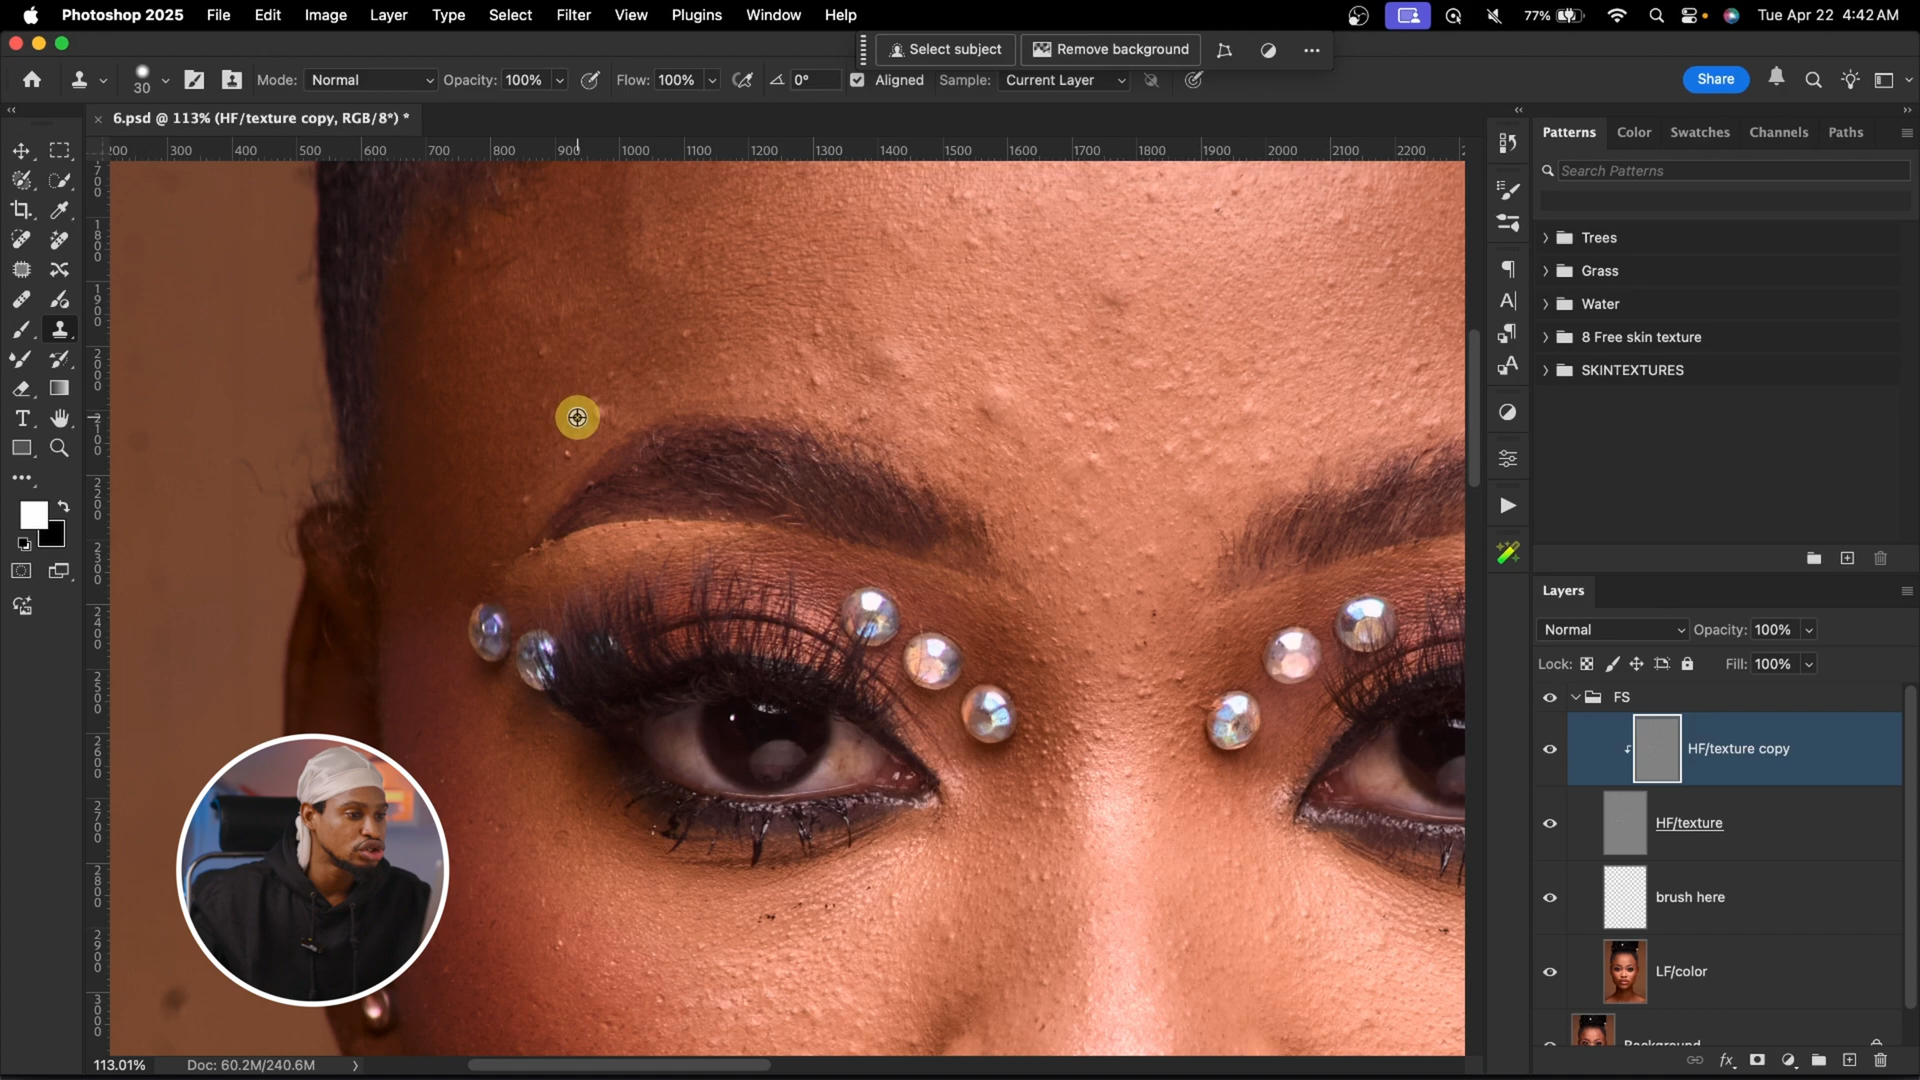 Photoshop 2025 File Edit Image Layer Type Select Filter View Plugins Window Help 77% Tue Apr 22 4:42 AM
Select subject Remove background
30 Mode: Normal Opacity: 100% Flow: 100% 0° Aligned Sample: Current Layer Share
6.psd @ 113% (HF/texture copy, RGB/8*) *
200 300 400 500 600 700 800 900 1000 1100 1200 1300 1400 1500 1600 1700 1800 1900 2000 2100 2200
Patterns Color Swatches Channels Paths
Search Patterns
Trees
Grass
Water
8 Free skin texture
SKINTEXTURES
Layers
Normal Opacity: 100%
Lock: Fill: 100%
FS
HF/texture copy
HF/texture
brush here
LF/color
Background
113.01% Doc: 60.2M/240.6M